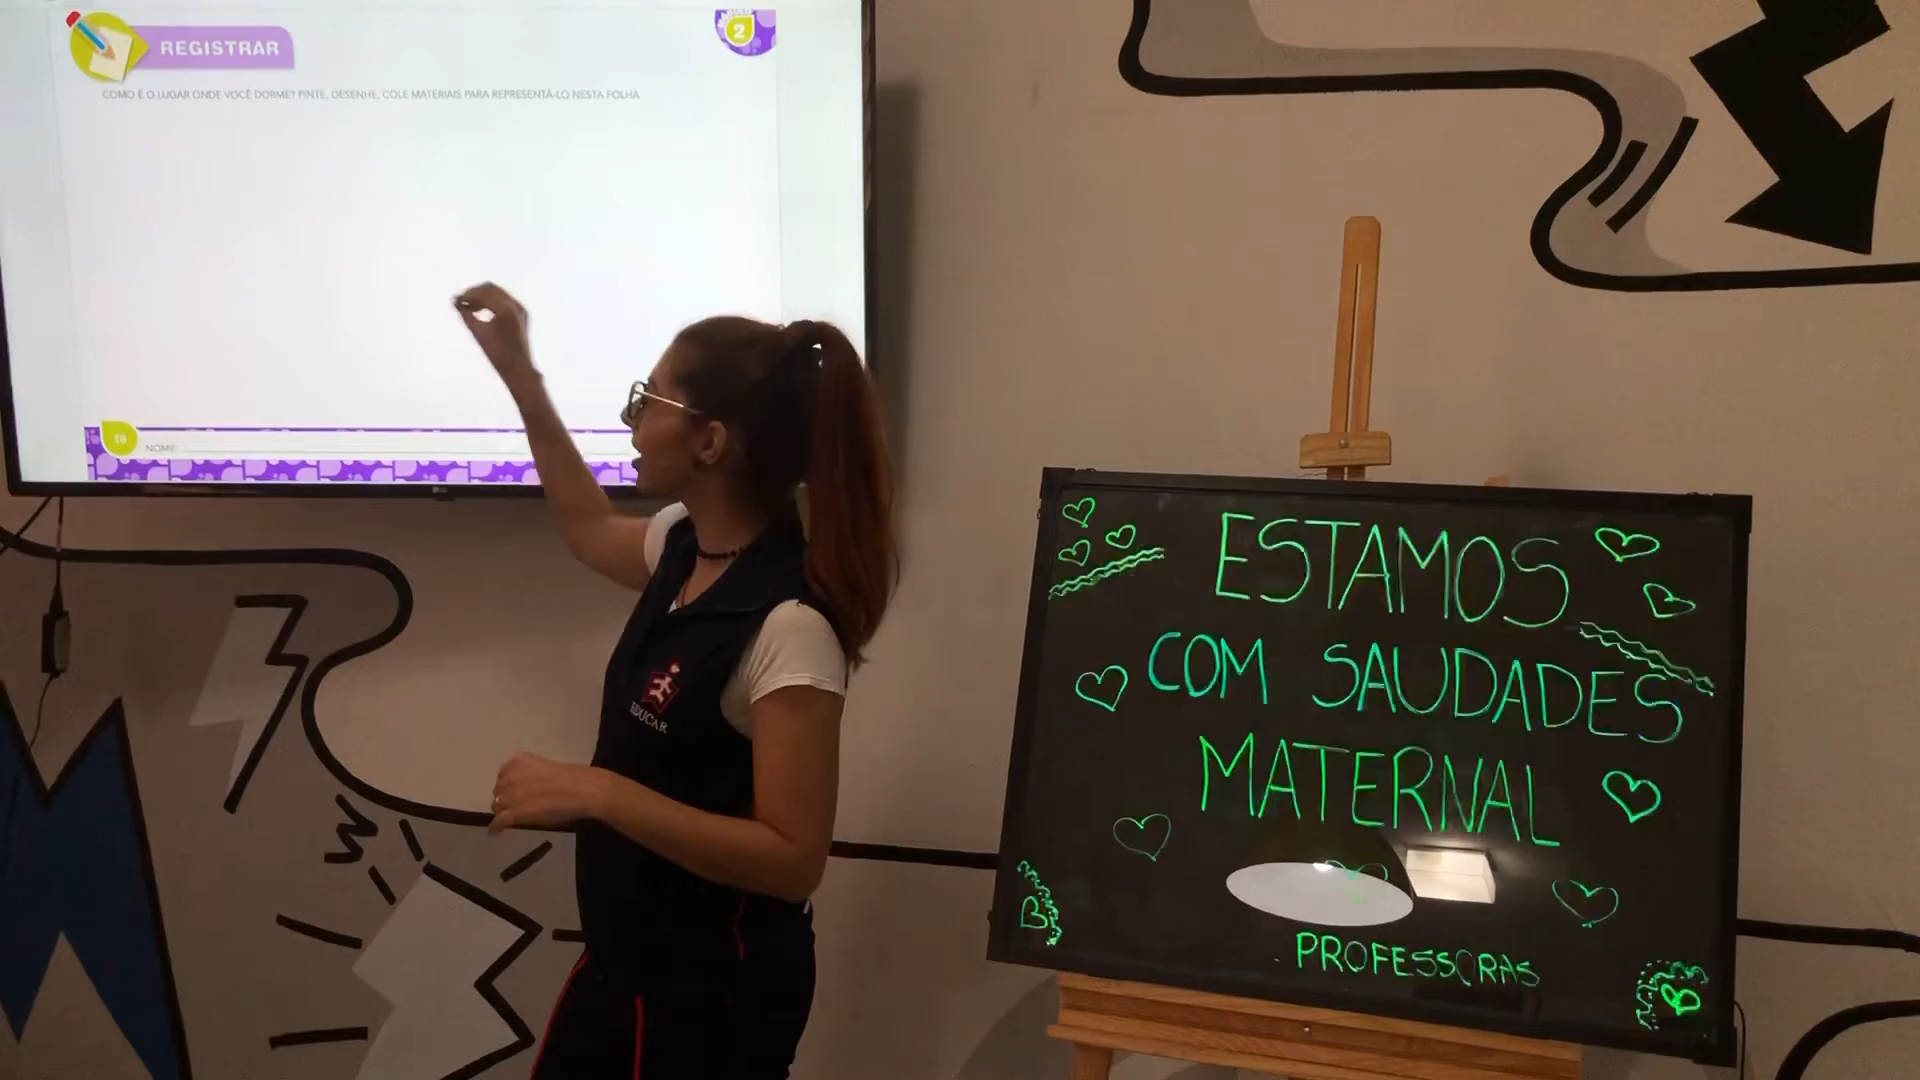 REGISTRAR
2
COMO É O LUGAR ONDE VOCÊ DORME? PINTE, DESENHE, COLE MATERIAIS PARA REPRESENTÁ-LO NESTA FOLHA.
19
NOME:
EDUCAR
ESTAMOS
COM SAUDADES
MATERNAL
PROFESSORAS
B
B